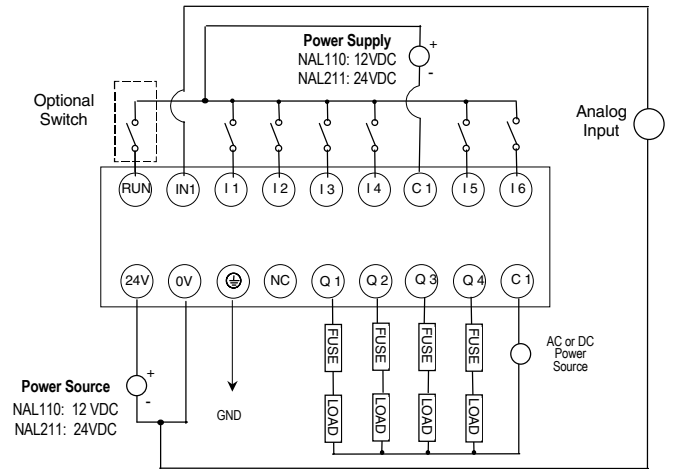 Power Supply
NAL110: 12VDC
NAL211: 24VDC
+
-
Optional
Switch
Analog
Input
RUN
IN1
I 1
I 2
I 3
I 4
C 1
I 5
I 6
24V
0V
NC
Q 1
Q 2
Q 3
Q 4
C 1
FUSE
FUSE
FUSE
FUSE
AC or DC
Power
Source
+
-
Power Source
NAL110: 12 VDC
NAL211: 24VDC
GND
LOAD
LOAD
LOAD
LOAD